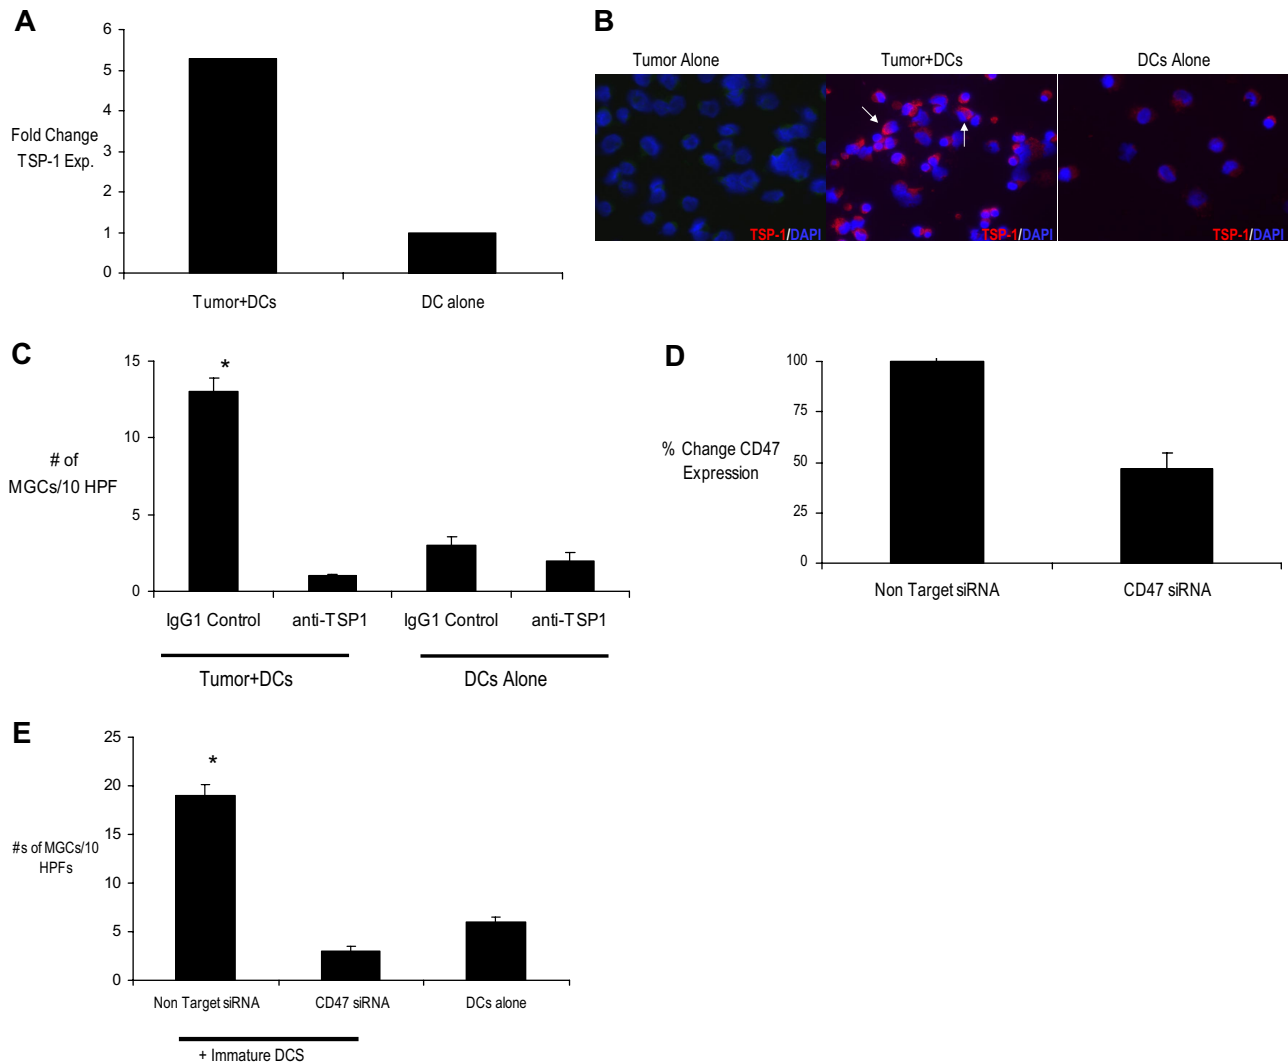 A
6
5
4
3
2
1
0
Fold Change
TSP-1 Exp.
Tumor+DCs
DC alone
B
Tumor Alone
Tumor+DCs
DCs Alone
TSP-1/DAPI
TSP-1/DAPI
TSP-1/DAPI
C
15
10
5
0
# of
MGCs/10 HPF
*
IgG1 Control
anti-TSP1
IgG1 Control
anti-TSP1
Tumor+DCs
DCs Alone
D
100
75
50
25
0
% Change CD47
Expression
Non Target siRNA
CD47 siRNA
E
25
20
15
10
5
0
#s of MGCs/10
HPFs
*
Non Target siRNA
CD47 siRNA
DCs alone
+ Immature DCS